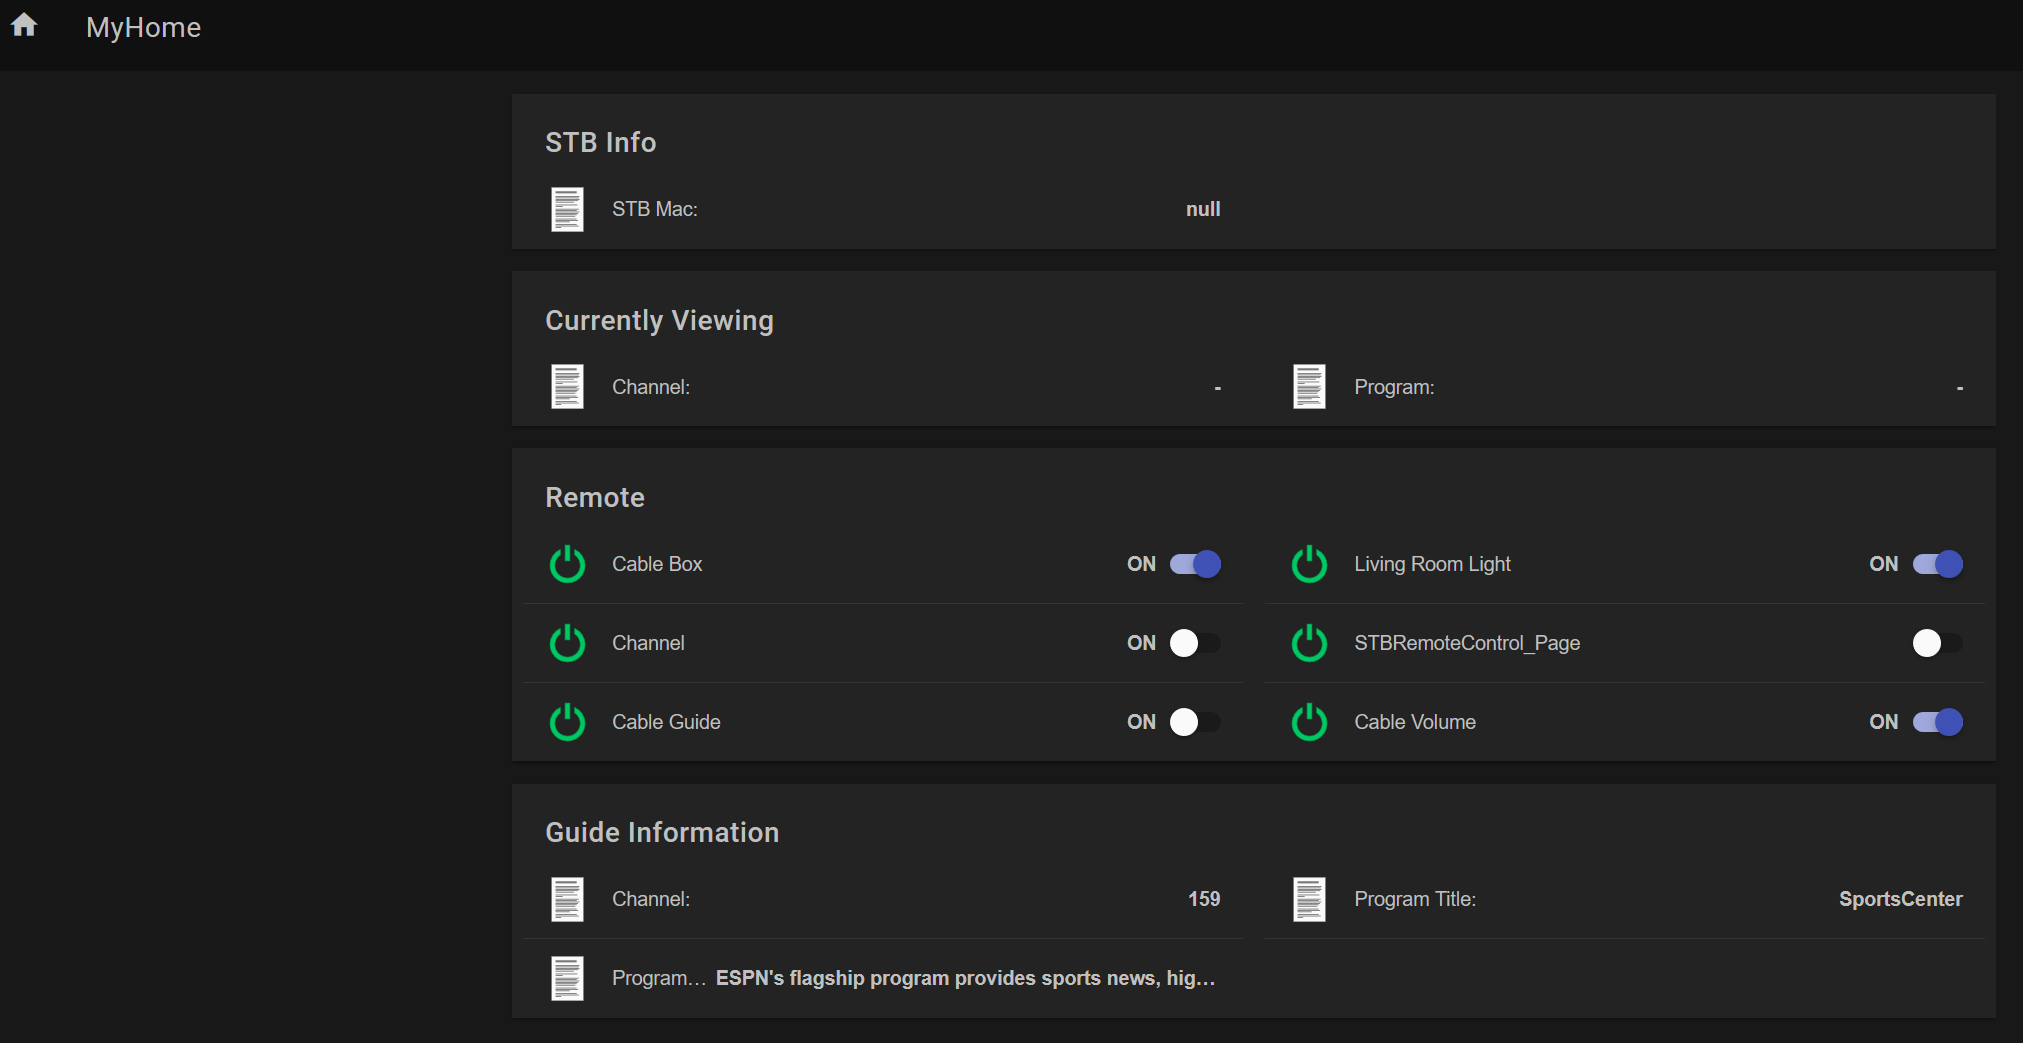 MyHome
STB Info
STB Mac: null
Currently Viewing
Channel: - Program: -
Remote
Cable Box ON Living Room Light ON
Channel ON STBRemoteControl_Page
Cable Guide ON Cable Volume ON
Guide Information
Channel: 159 Program Title: SportsCenter
Program... ESPN's flagship program provides sports news, hig...